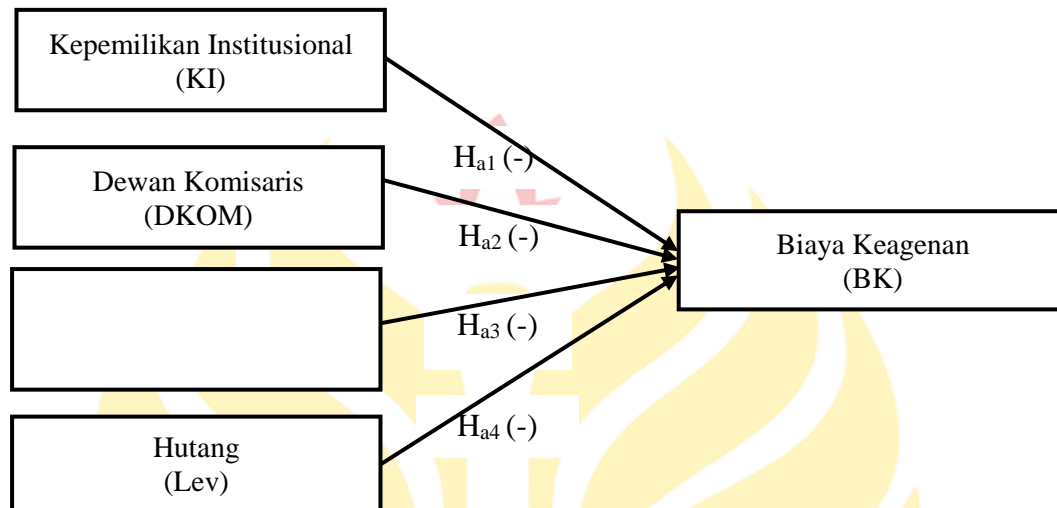 Kepemilikan Institusional
(KI)
Hₐ₁ (-)
Dewan Komisaris
(DKOM)
Hₐ₂ (-)
Biaya Keagenan
(BK)
Hₐ₃ (-)
Hₐ₄ (-)
Hutang
(Lev)